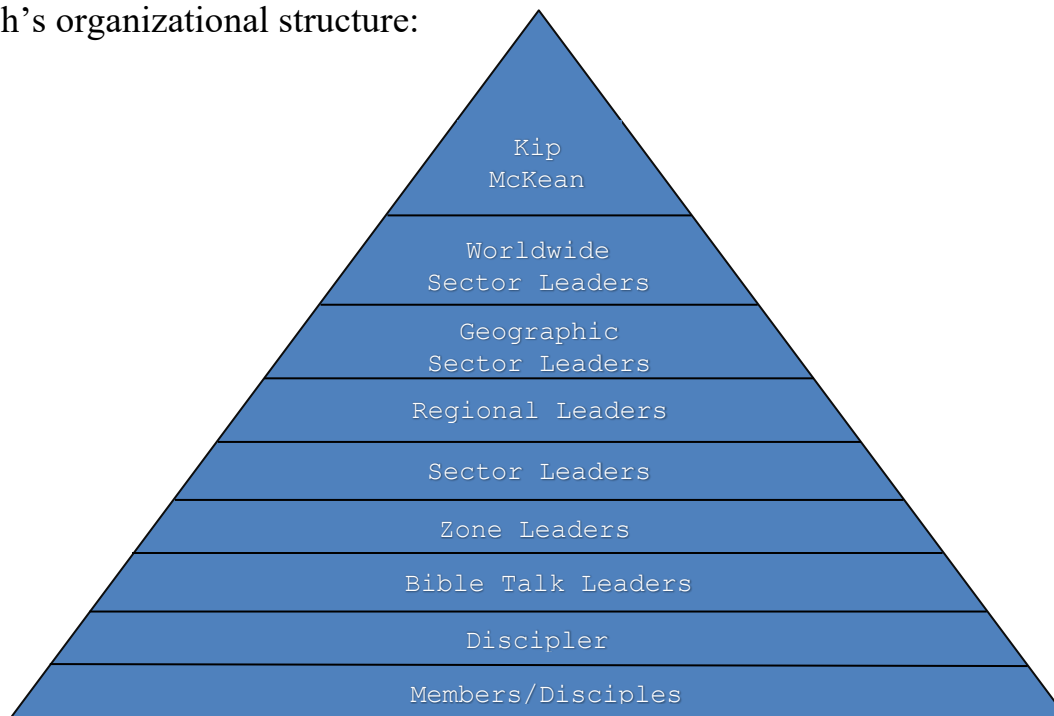 h’s organizational structure:
Kip
McKean
Worldwide
Sector Leaders
Geographic
Sector Leaders
Regional Leaders
Sector Leaders
Zone Leaders
Bible Talk Leaders
Discipler
Members/Disciples